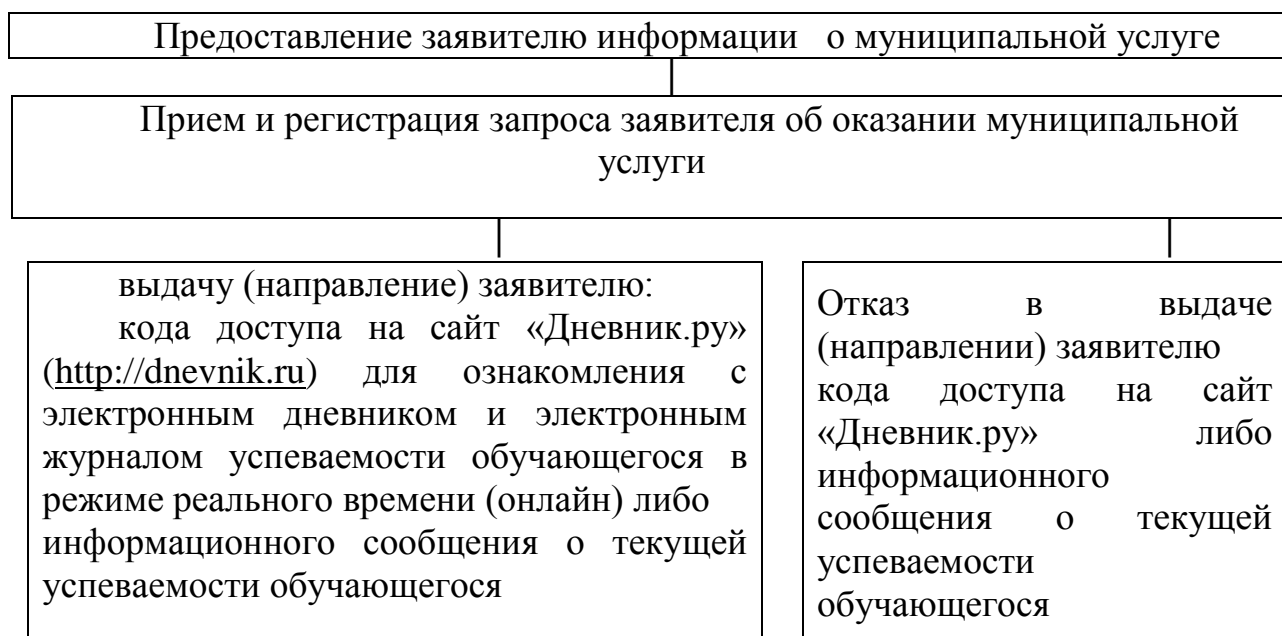 Предоставление заявителю информации о муниципальной услуге
Прием и регистрация запроса заявителя об оказании муниципальной
услуги
выдачу (направление) заявителю:
кода доступа на сайт «Дневник.ру»
(http://dnevnik.ru) для ознакомления с
электронным дневником и электронным
журналом успеваемости обучающегося в
режиме реального времени (онлайн) либо
информационного сообщения о текущей
успеваемости обучающегося
Отказ в выдаче
(направлении) заявителю
кода доступа на сайт
«Дневник.ру» либо
информационного
сообщения о текущей
успеваемости
обучающегося